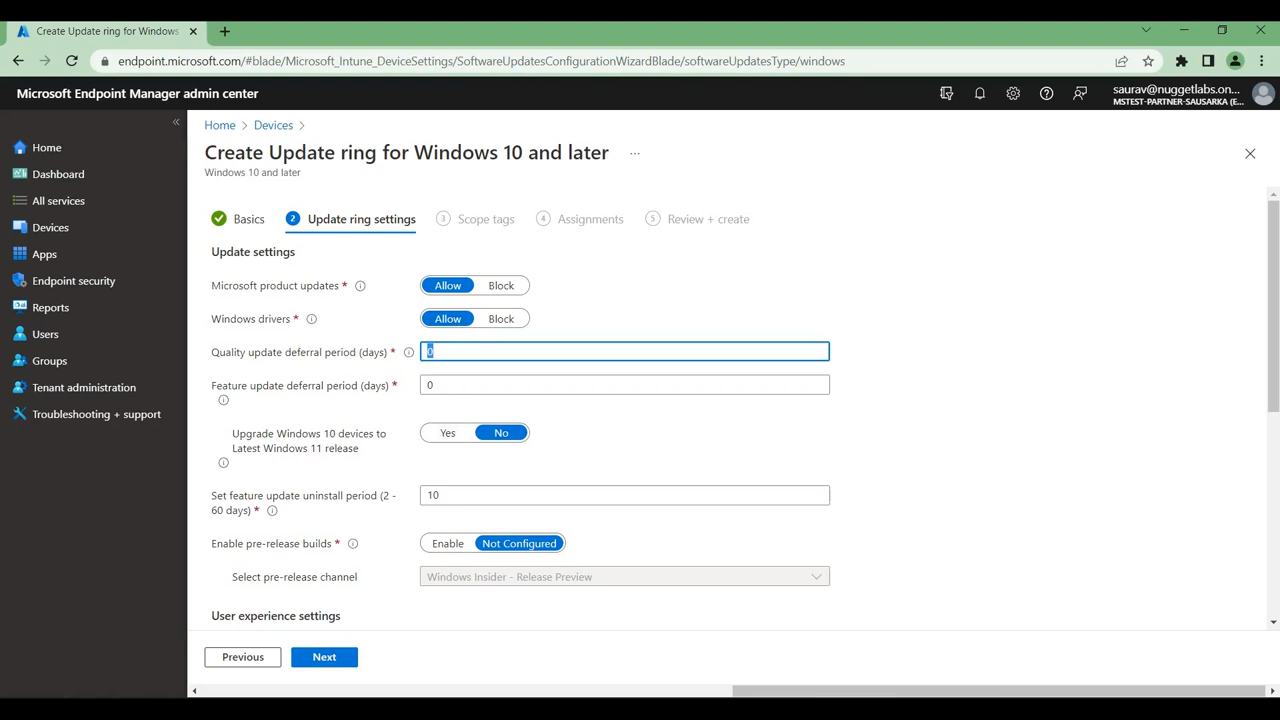 Create Update ring for Windows
endpoint.microsoft.com/#blade/Microsoft_Intune_DeviceSettings/SoftwareUpdatesConfigurationWizardBlade/softwareUpdatesType/windows
Microsoft Endpoint Manager admin center
saurav@nuggetlabs.on...
MSTEST-PARTNER-SAUSARKA (E...
Home
Dashboard
All services
Devices
Apps
Endpoint security
Reports
Users
Groups
Tenant administration
Troubleshooting + support
Home > Devices >
Create Update ring for Windows 10 and later ...
Windows 10 and later
Basics
2 Update ring settings
3 Scope tags
4 Assignments
5 Review + create
Update settings
Microsoft product updates *
Allow Block
Windows drivers *
Allow Block
Quality update deferral period (days) *
0
Feature update deferral period (days) *
0
Upgrade Windows 10 devices to
Latest Windows 11 release
Yes No
Set feature update uninstall period (2 -
60 days) *
10
Enable pre-release builds *
Enable Not Configured
Select pre-release channel
Windows Insider - Release Preview
User experience settings
Previous Next